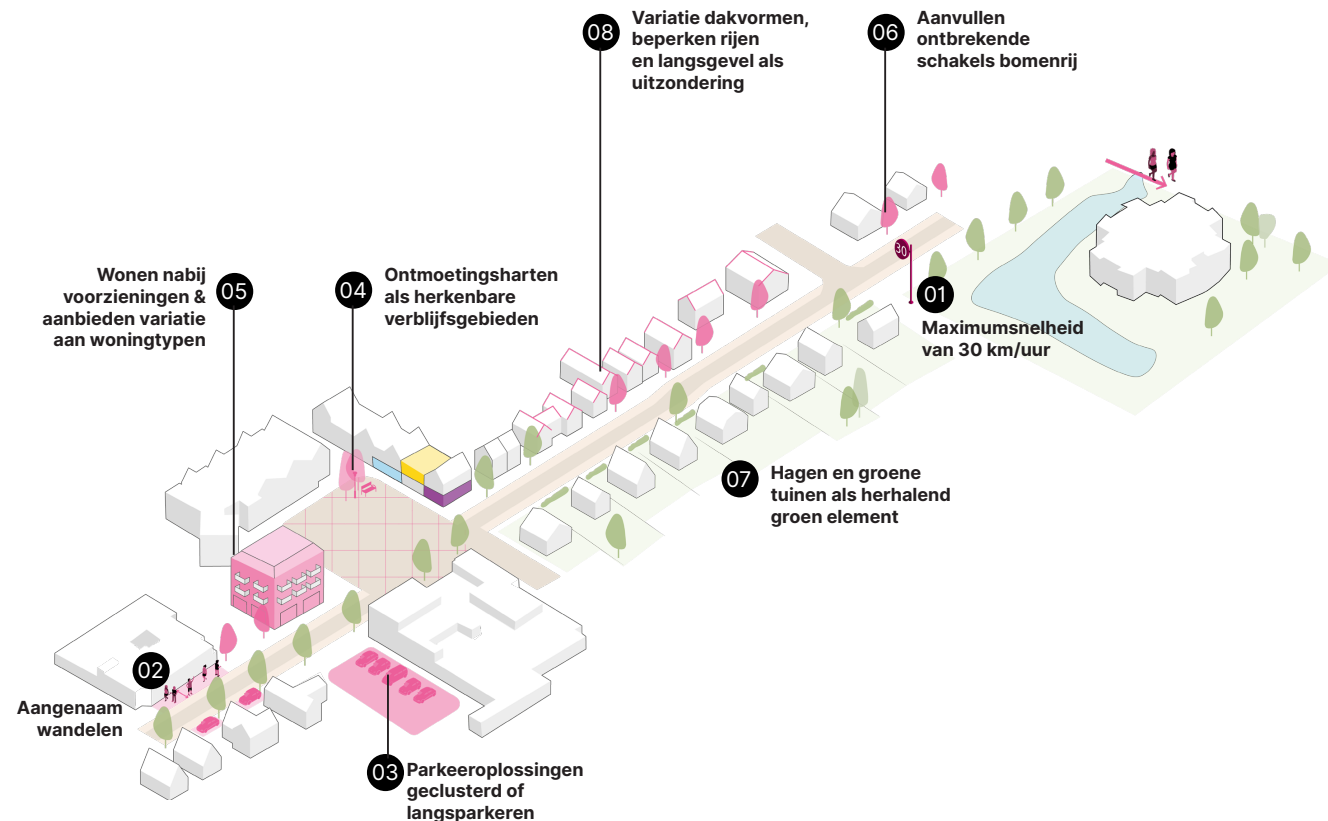 08
Variatie dakvormen,
beperken rijen
en langsgevel als
uitzondering
06
Aanvullen
ontbrekende
schakels bomenrij
Wonen nabij
voorzieningen &
aanbieden variatie
aan woningtypen
05
04
Ontmoetingsharten
als herkenbare
verblijfsgebieden
30
01
Maximumsnelheid
van 30 km/uur
07
Hagen en groene
tuinen als herhalend
groen element
02
Aangenaam
wandelen
03
Parkeeroplossingen
geclusterd of
langsparkeren